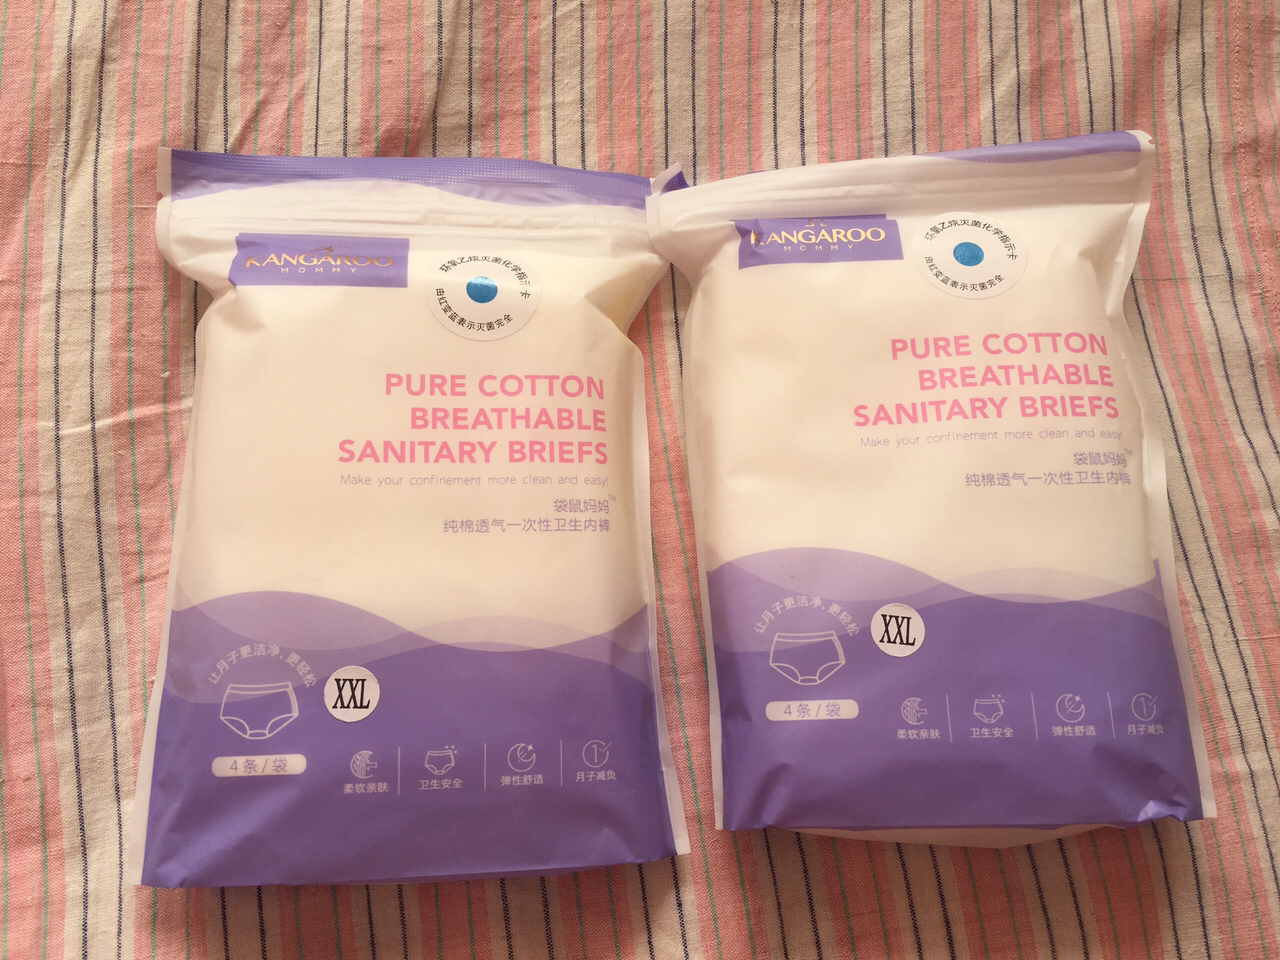 KANGAROO
MOMMY
环氧乙烷灭菌化学指示卡
由红变蓝表示灭菌完全
PURE COTTON
BREATHABLE
SANITARY BRIEFS
Make your confinement more clean and easy!
袋鼠妈妈™
纯棉透气一次性卫生内裤
让月子更洁净、更轻松
XXL
4条/袋
柔软亲肤
卫生安全
弹性舒适
月子减负
KANGAROO
MOMMY
环氧乙烷灭菌化学指示卡
由红变蓝表示灭菌完全
PURE COTTON
BREATHABLE
SANITARY BRIEFS
Make your confinement more clean and easy!
袋鼠妈妈™
纯棉透气一次性卫生内裤
让月子更洁净、更轻松
XXL
4条/袋
柔软亲肤
卫生安全
弹性舒适
月子减负